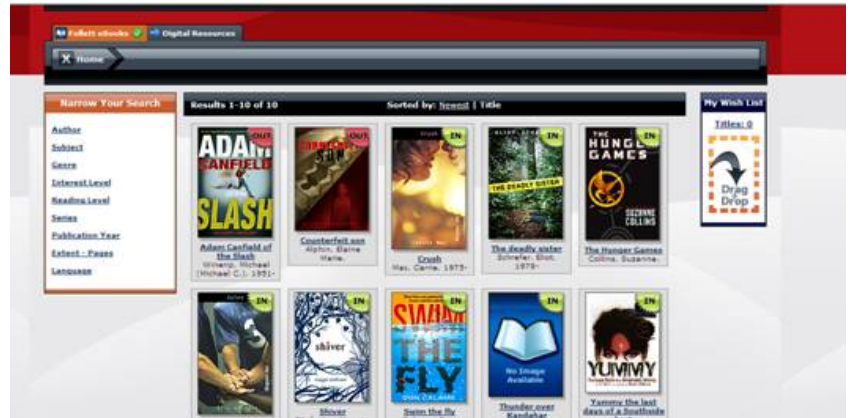 Follett eBooks Digital Resources
X Home
Narrow Your Search
Author
Subject
Genre
Interest Level
Reading Level
Series
Publication Year
Extent - Pages
Language
Results 1-10 of 10 Sorted by: Newest | Title
My Wish List
Titles: 0
Drag
Drop
OUT
ADAM
CANFIELD
SLASH
Adam Canfield of
the Slash
Winerip, Michael
(Michael C.), 1951-
OUT
COUNTERFEIT
SON
Counterfeit son
Alphin, Elaine
Marie.
crush
IN
Crush
Mac, Carrie, 1975-
IN
THE DEADLY SISTER
The deadly sister
Schrefer, Eliot,
1978-
IN
THE
HUNGER
GAMES
SUZANNE
COLLINS
The Hunger Games
Collins, Suzanne.
IN
IN
shiver
Shiver
IN
SWIM
THE
FLY
DON CALAME
Swim the fly
IN
No Image
Available
Thunder over
Kandahar
IN
YUMMY
Yummy the last
days of a Southside